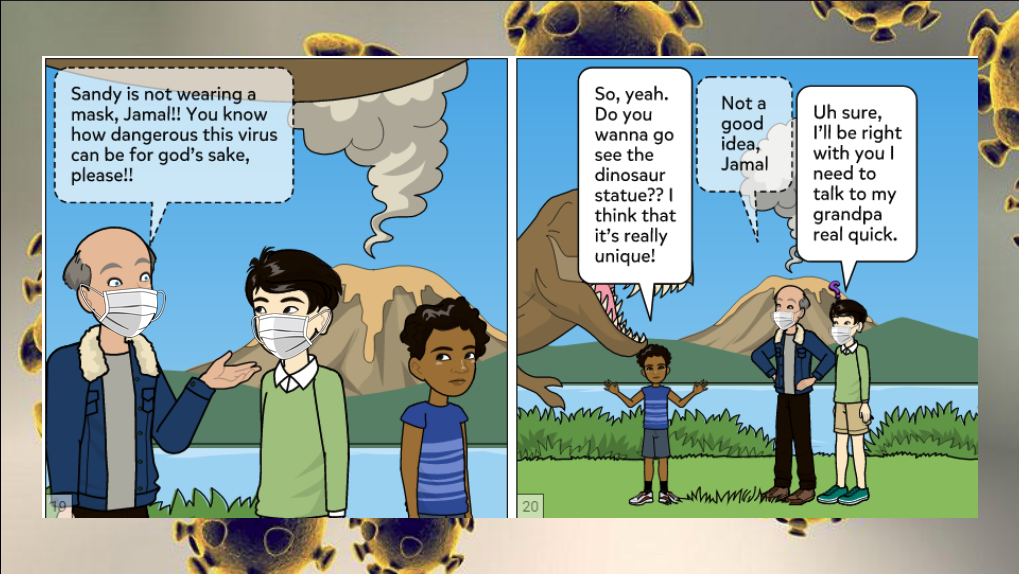 Sandy is not wearing a
mask, Jamal!! You know
how dangerous this virus
can be for god's sake,
please!!
19
So, yeah.
Do you
wanna go
see the
dinosaur
statue?? I
think that
it's really
unique!
Not a
good
idea,
Jamal
Uh sure,
I'll be right
with you I
need to
talk to my
grandpa
real quick.
20